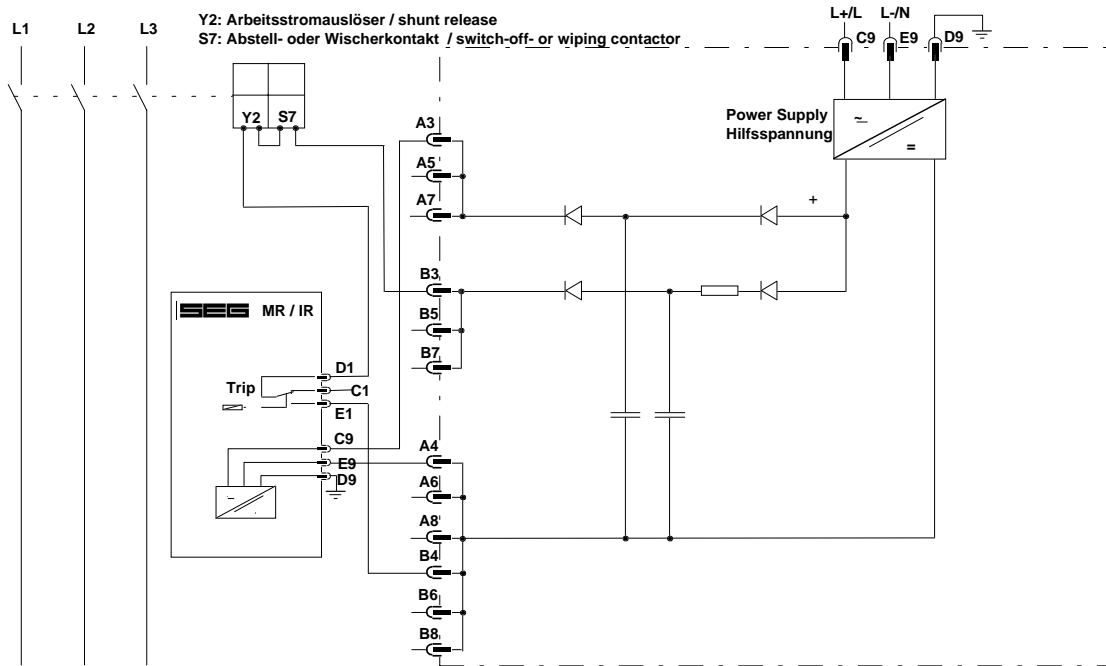 Y2: Arbeitsstromauslöser / shunt release
S7: Abstell- oder Wischerkontakt / switch-off- or wiping contactor
L1
L2
L3
L+/L
L-/N
C9
E9
D9
Y2
S7
Power Supply
Hilfsspannung
~
=
A3
A5
A7
+
B3
B5
B7
SEG
MR / IR
Trip
D1
C1
E1
C9
E9
D9
A4
A6
A8
B4
B6
B8